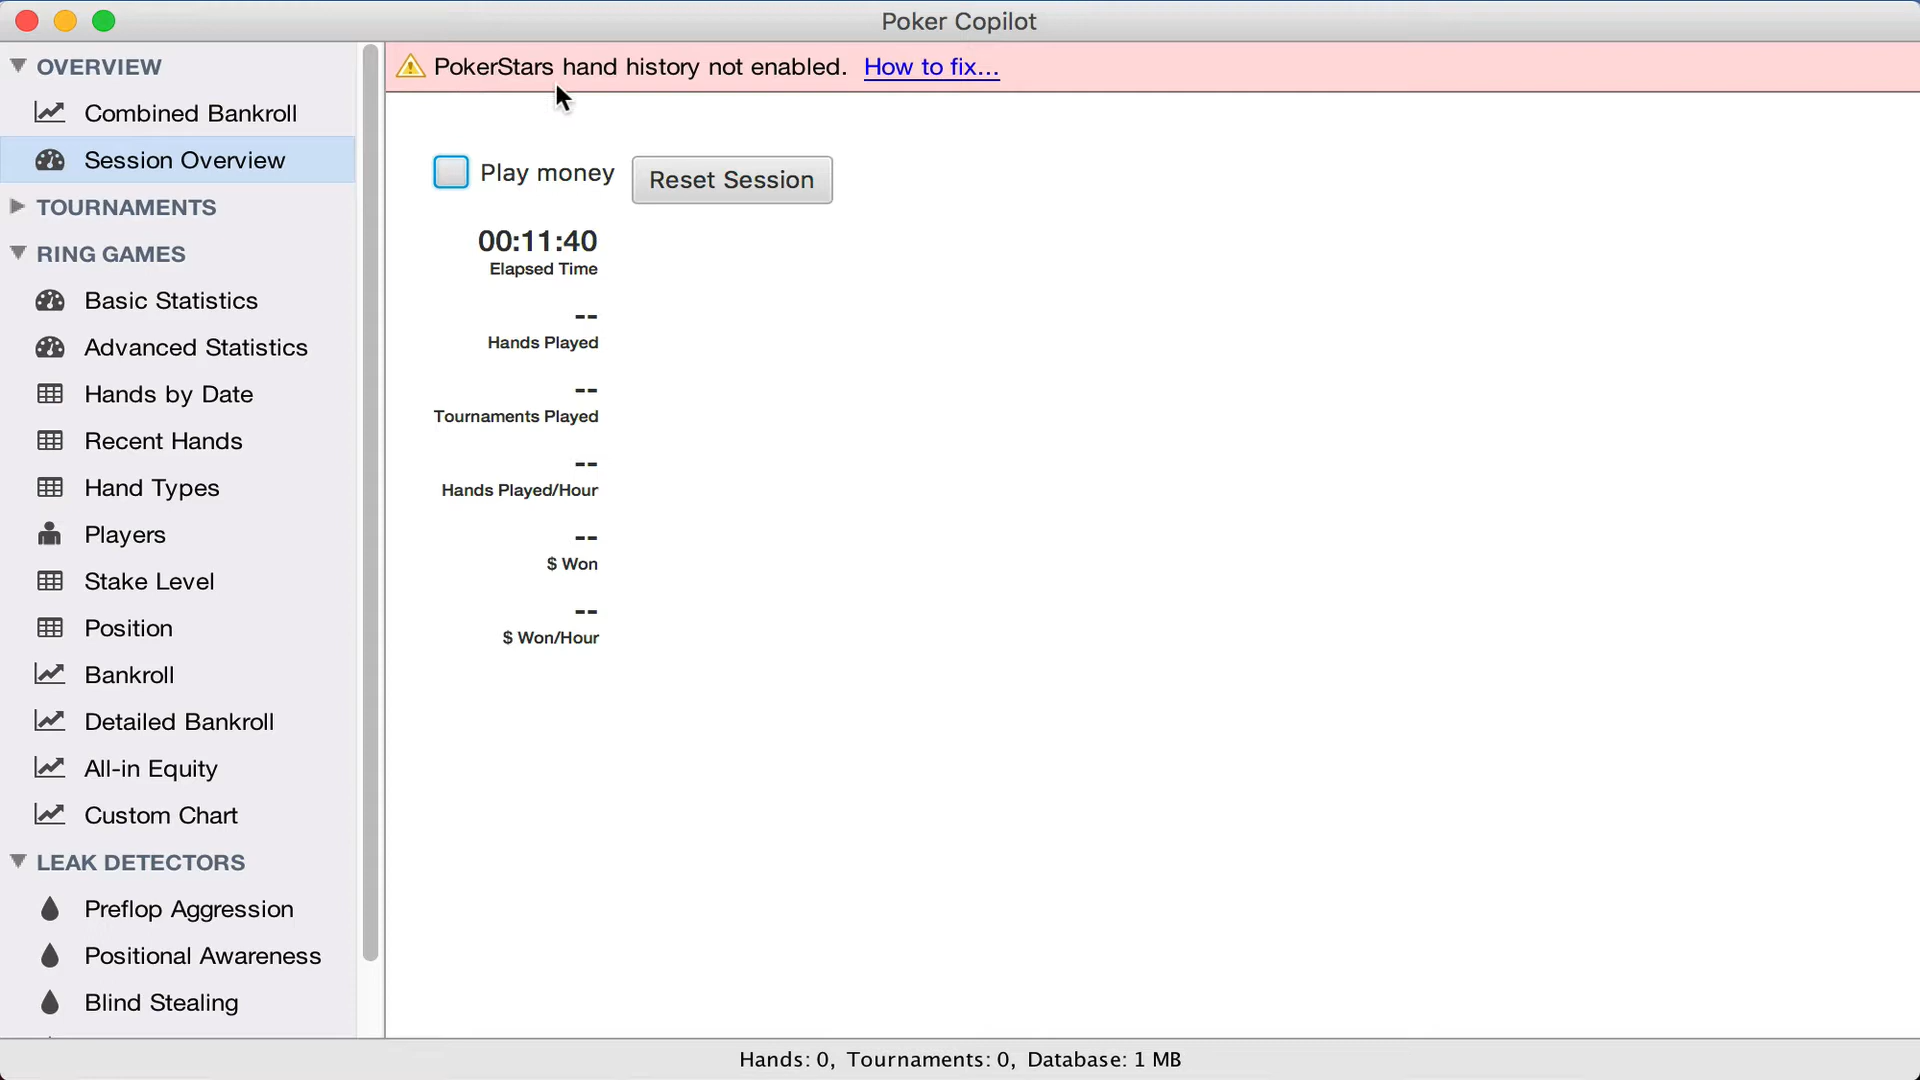 Poker Copilot
OVERVIEW
Combined Bankroll
Session Overview
TOURNAMENTS
RING GAMES
Basic Statistics
Advanced Statistics
Hands by Date
Recent Hands
Hand Types
Players
Stake Level
Position
Bankroll
Detailed Bankroll
All-in Equity
Custom Chart
LEAK DETECTORS
Preflop Aggression
Positional Awareness
Blind Stealing
PokerStars hand history not enabled. How to fix...
Play money Reset Session
00:11:40
Elapsed Time
--
Hands Played
--
Tournaments Played
--
Hands Played/Hour
--
$ Won
--
$ Won/Hour
Hands: 0, Tournaments: 0, Database: 1 MB